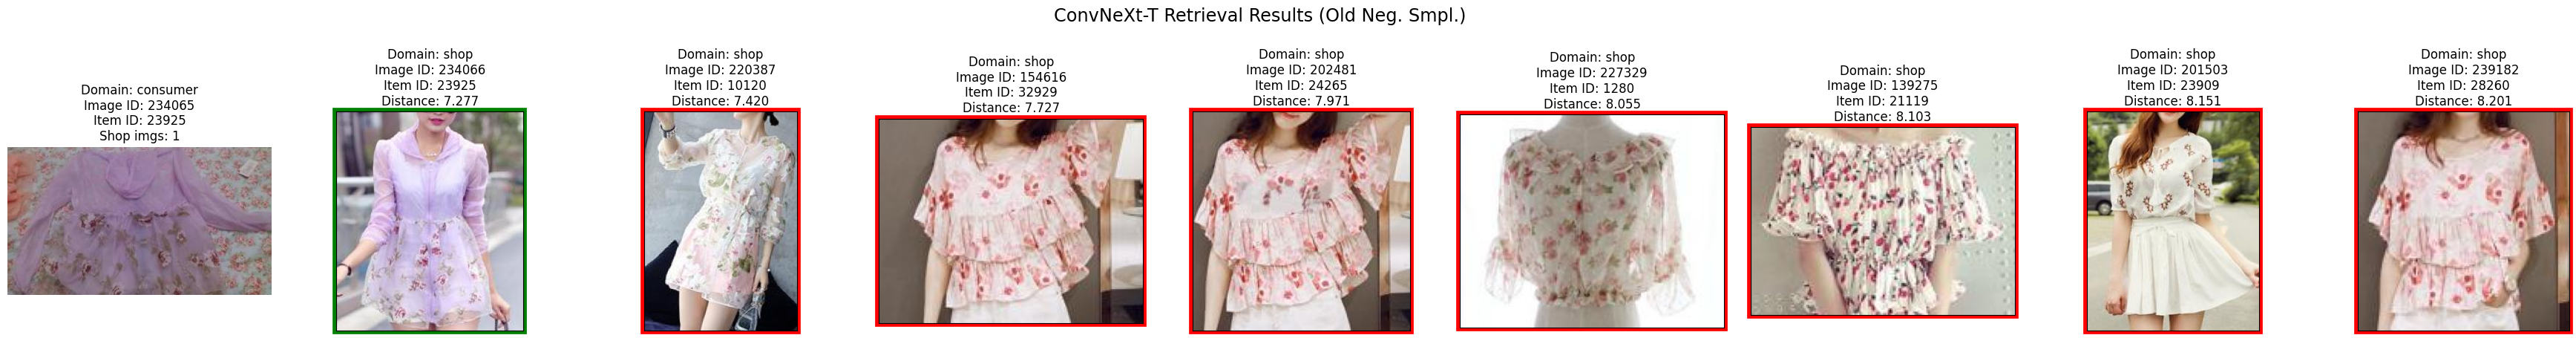 ConvNeXt-T Retrieval Results (Old Neg. Smpl.)
Domain: consumer
Image ID: 234065
Item ID: 23925
Shop imgs: 1
Domain: shop
Image ID: 234066
Item ID: 23925
Distance: 7.277
Domain: shop
Image ID: 220387
Item ID: 10120
Distance: 7.420
Domain: shop
Image ID: 154616
Item ID: 32929
Distance: 7.727
Domain: shop
Image ID: 202481
Item ID: 24265
Distance: 7.971
Domain: shop
Image ID: 227329
Item ID: 1280
Distance: 8.055
Domain: shop
Image ID: 139275
Item ID: 21119
Distance: 8.103
Domain: shop
Image ID: 201503
Item ID: 23909
Distance: 8.151
Domain: shop
Image ID: 239182
Item ID: 28260
Distance: 8.201